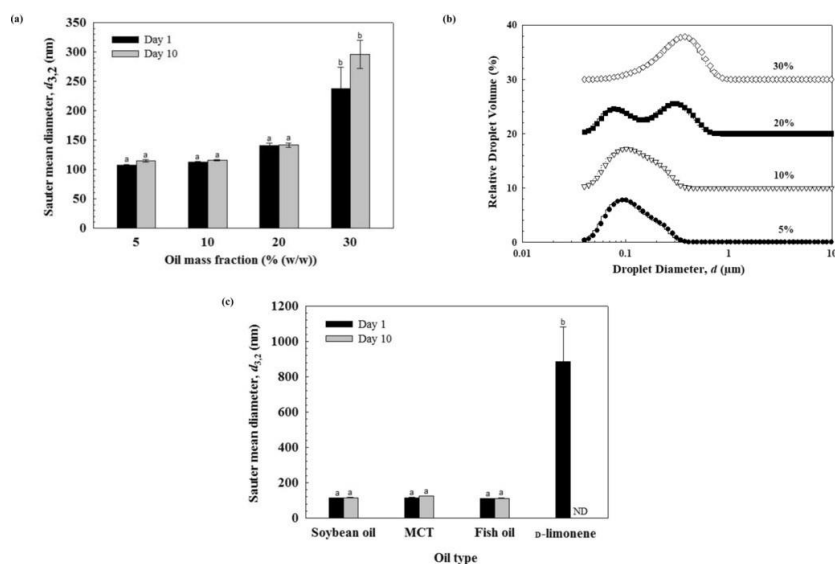 (a)
350
300
250
200
150
100
50
0
Sauter mean diameter, d3,2 (nm)
Day 1
Day 10
a a
a a
a a
b b
5 10 20 30
Oil mass fraction (% (w/w))
(b)
40
30
20
10
0
Relative Droplet Volume (%)
30%
20%
10%
5%
0.01 0.1 1 10
Droplet Diameter, d (μm)
(c)
1200
1000
800
600
400
200
0
Sauter mean diameter, d3,2 (nm)
Day 1
Day 10
a a
a a
a a
b
ND
Soybean oil MCT Fish oil D-limonene
Oil type